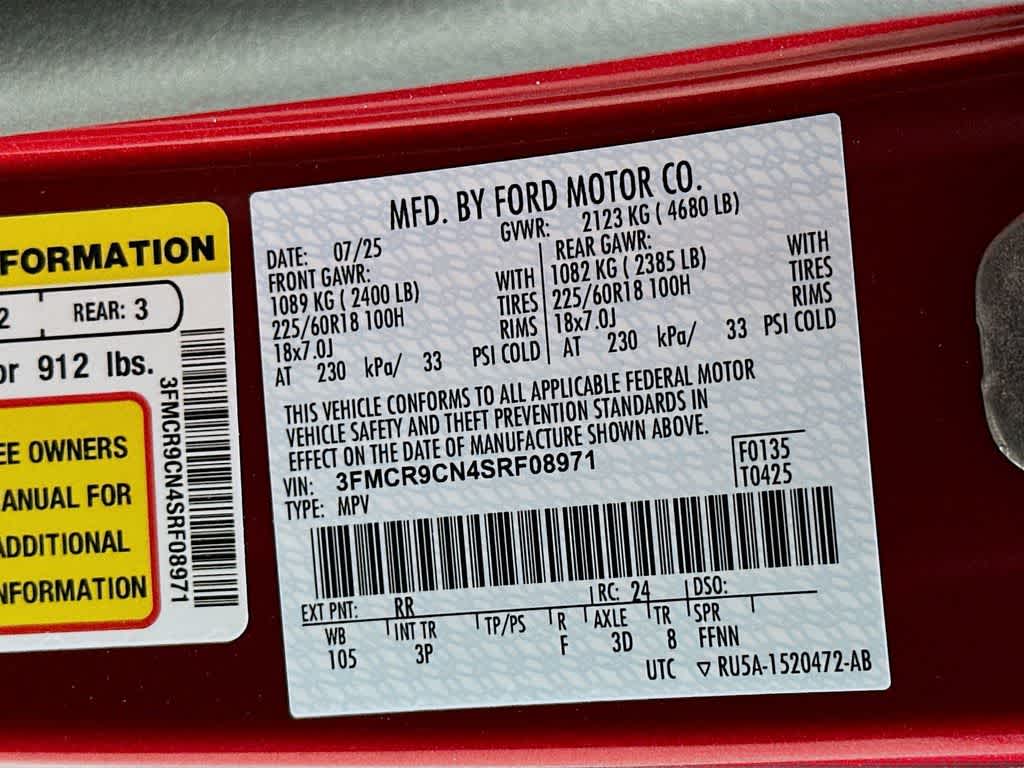 FORMATION
2 REAR: 3
or 912 lbs.
EE OWNERS
ANUAL FOR
ADDITIONAL
NFORMATION
3FMCR9CN4SRF08971
MFD. BY FORD MOTOR CO.
DATE: 07/25 GVWR: 2123 KG ( 4680 LB)
FRONT GAWR: REAR GAWR:
1089 KG ( 2400 LB) WITH 1082 KG ( 2385 LB) WITH
225/60R18 100H TIRES 225/60R18 100H TIRES
18x7.0J RIMS 18x7.0J RIMS
AT 230 kPa/ 33 PSI COLD AT 230 kPa/ 33 PSI COLD
THIS VEHICLE CONFORMS TO ALL APPLICABLE FEDERAL MOTOR
VEHICLE SAFETY AND THEFT PREVENTION STANDARDS IN
EFFECT ON THE DATE OF MANUFACTURE SHOWN ABOVE.
VIN: 3FMCR9CN4SRF08971 F0135
TYPE: MPV T0425
EXT PNT: RR RC: 24 DSO:
WB INT TR TP/PS R AXLE TR SPR
105 3P F 3D 8 FFNN
UTC ▽ RU5A-1520472-AB